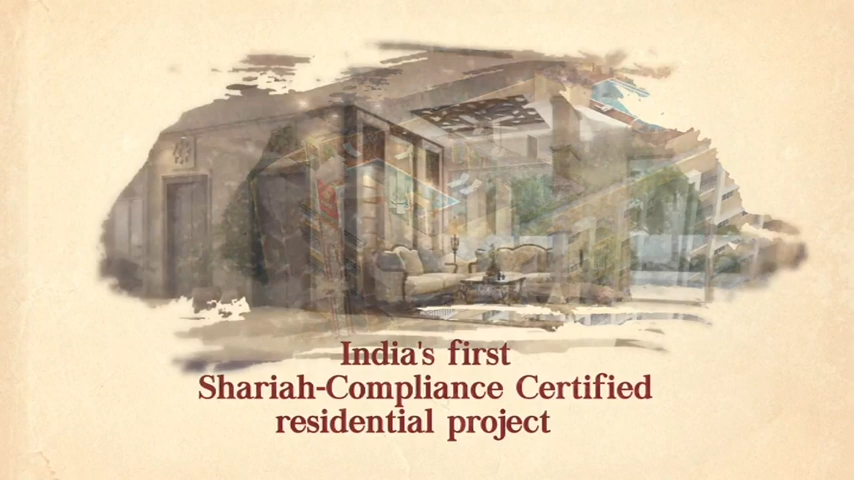 India's first
Shariah-Compliance Certified
residential project